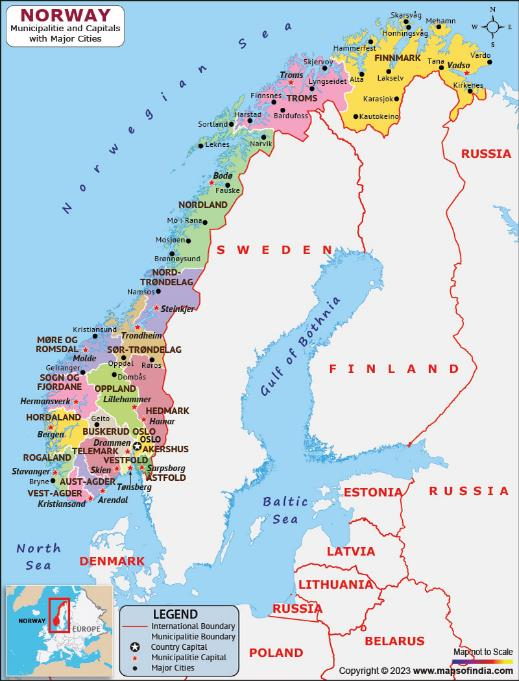 NORWAY
Municipalitie and Capitals
with Major Cities
N
W
E
S
Norwegian Sea
Skarsvåg
Mehamn
Honningsvåg
Hammerfest
Vardo
FINNMARK
Skjervoy
Tana
Vadsø
Troms
Alta
Lakselv
Lyngseidet
Kirkenes
Finnsnes
TROMS
Karasjok
Harstad
Bardufoss
Kautokeino
Sortland
Leknes
Narvik
RUSSIA
Bodø
Fauske
NORDLAND
Mo i Rana
Mosjøen
SWEDEN
Brønnøysund
NORD-
TRØNDELAG
Namsos
Steinkjer
Gulf of Bothnia
Kristiansund
Trondheim
MØRE OG
ROMSDAL
SØR-TRØNDELAG
Molde
Oppdal
Røros
Geiranger
FINLAND
SOGN OG
FJORDANE
Dombås
OPPLAND
Hermansverk
Lillehammer
HEDMARK
HORDALAND
Geito
Hamar
Bergen
BUSKERUD
OSLO
OSLO
Drammen
AKERSHUS
ROGALAND
TELEMARK
VESTFOLD
Stavanger
Skien
Sarpsborg
Bryne
AUST-AGDER
ASTFOLD
Tønsberg
VEST-AGDER
Arendal
Kristiansand
ESTONIA
RUSSIA
Baltic
Sea
North
Sea
DENMARK
LATVIA
LITHUANIA
RUSSIA
BELARUS
POLAND
NORWAY
EUROPE
LEGEND
International Boundary
Municipalitie Boundary
Country Capital
Municipalitie Capital
Major Cities
Map not to Scale
Copyright © 2023 www.mapsofindia.com